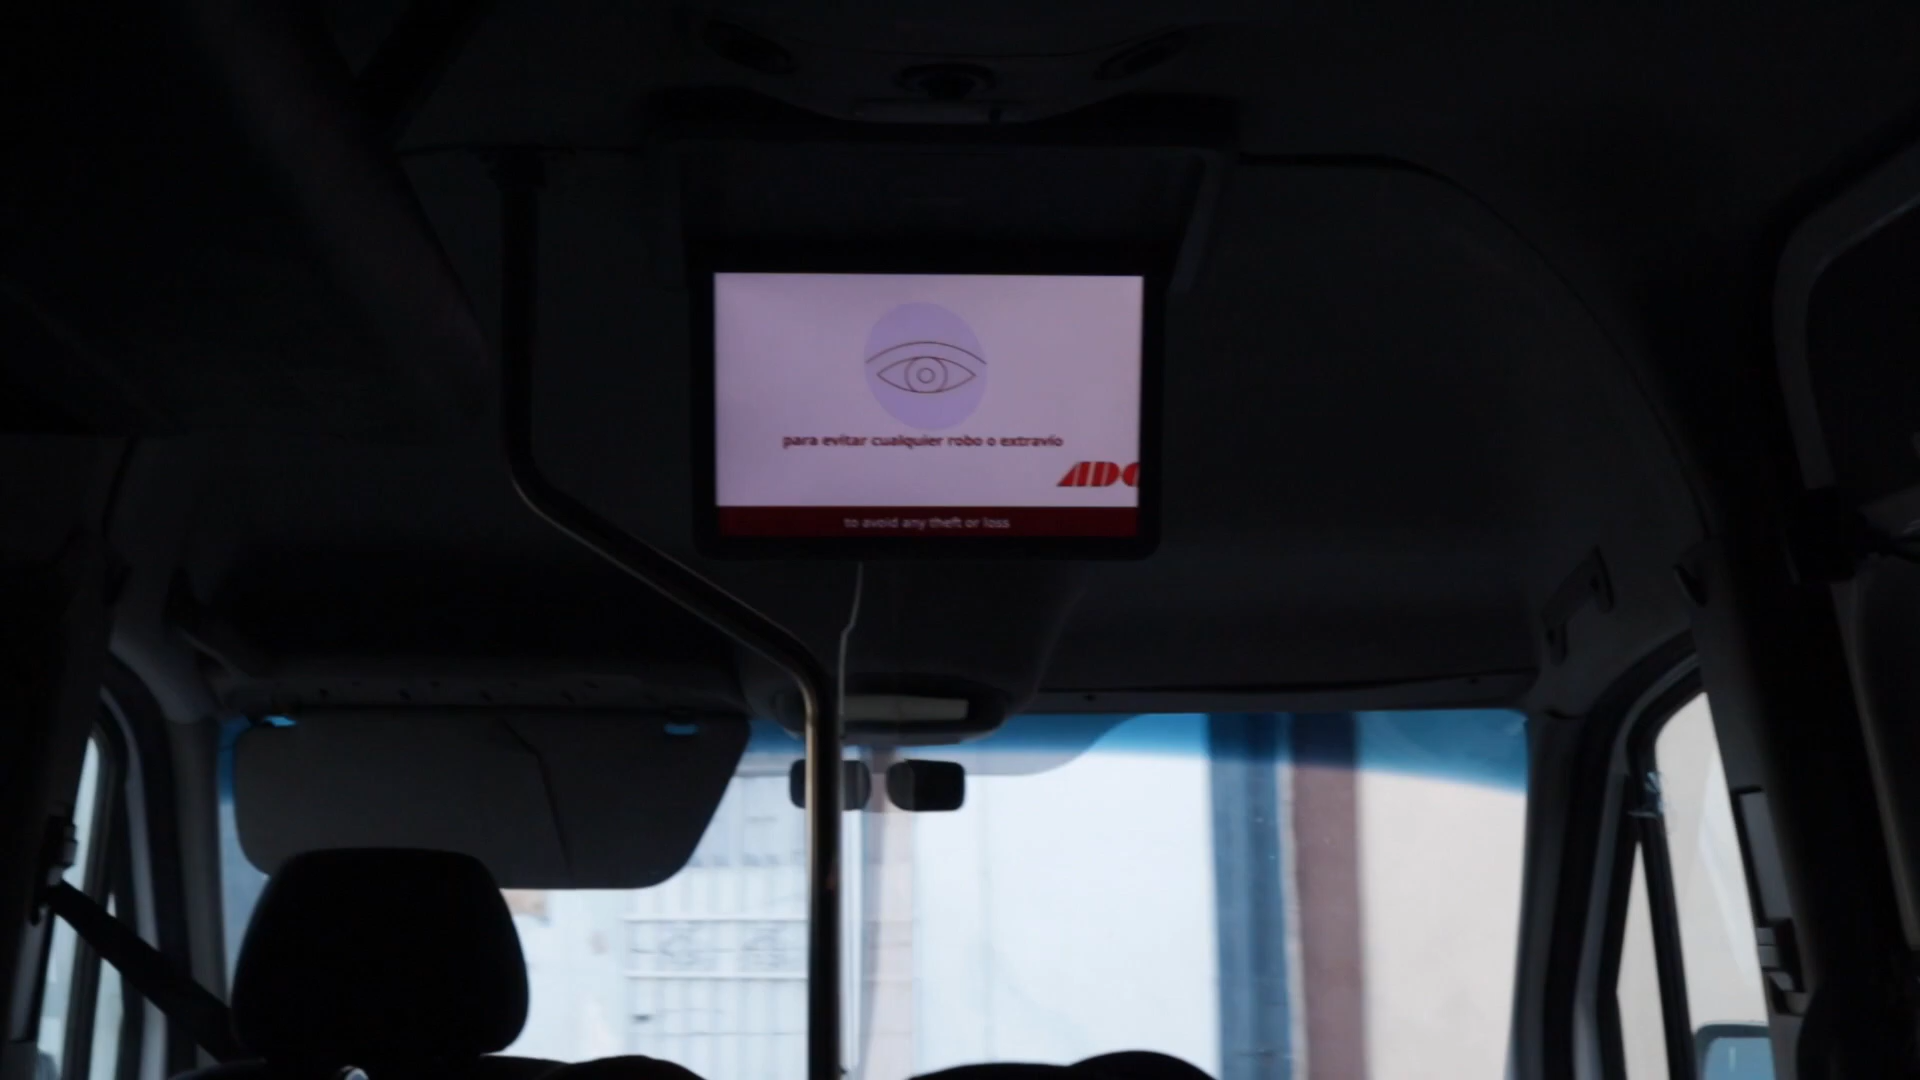 para evitar cualquier robo o extravío
ADO
to avoid any theft or loss